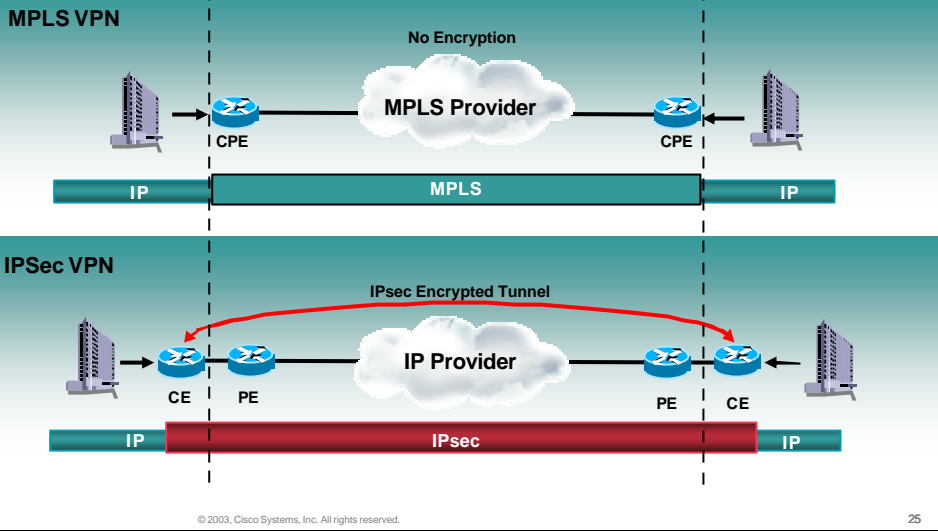 MPLS VPN
No Encryption
MPLS Provider
CPE
CPE
IP
MPLS
IP
IPSec VPN
IPsec Encrypted Tunnel
IP Provider
CE
PE
PE
CE
IP
IPsec
IP
© 2003, Cisco Systems, Inc. All rights reserved.
25